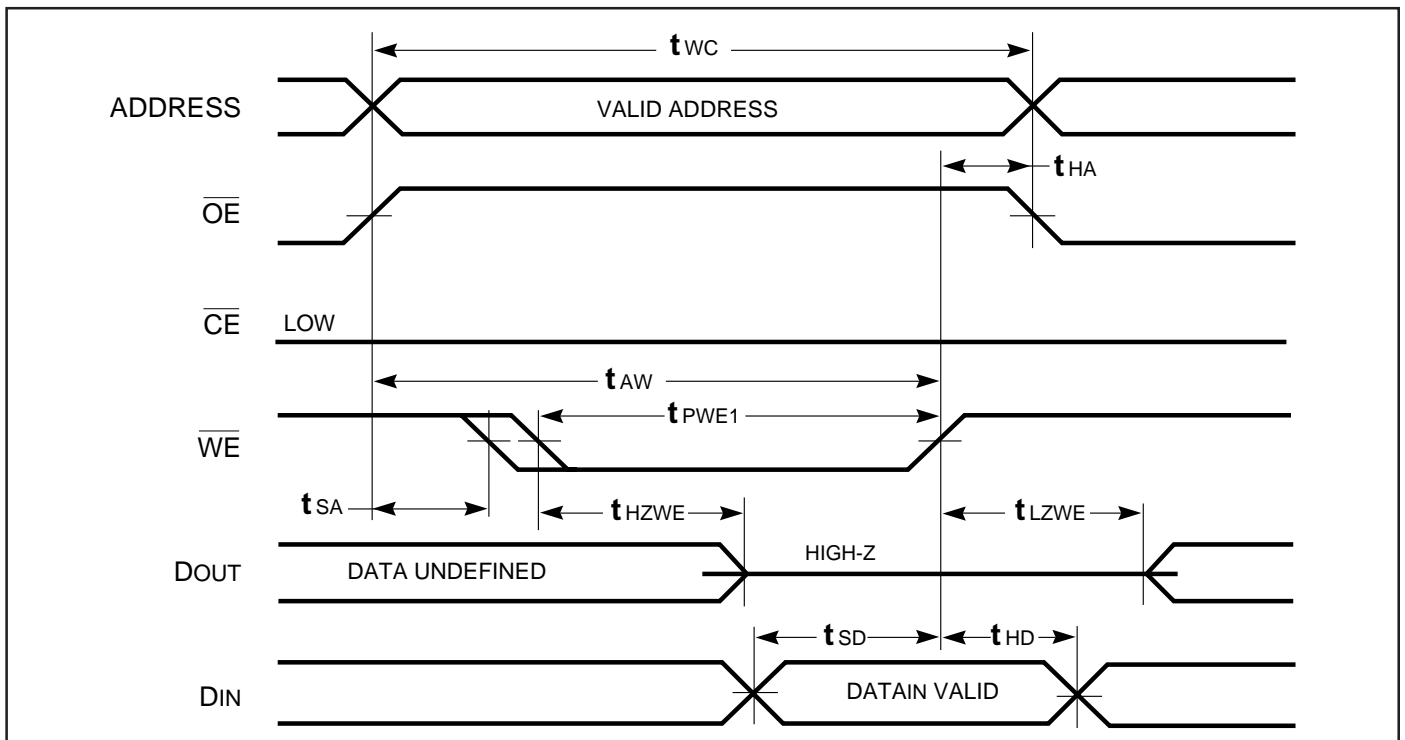 tWC
ADDRESS
VALID ADDRESS
tHA
OE
CE
LOW
tAW
tPWE1
WE
tSA
tHZWE
tLZWE
DOUT
DATA UNDEFINED
HIGH-Z
tSD
tHD
DIN
DATAIN VALID